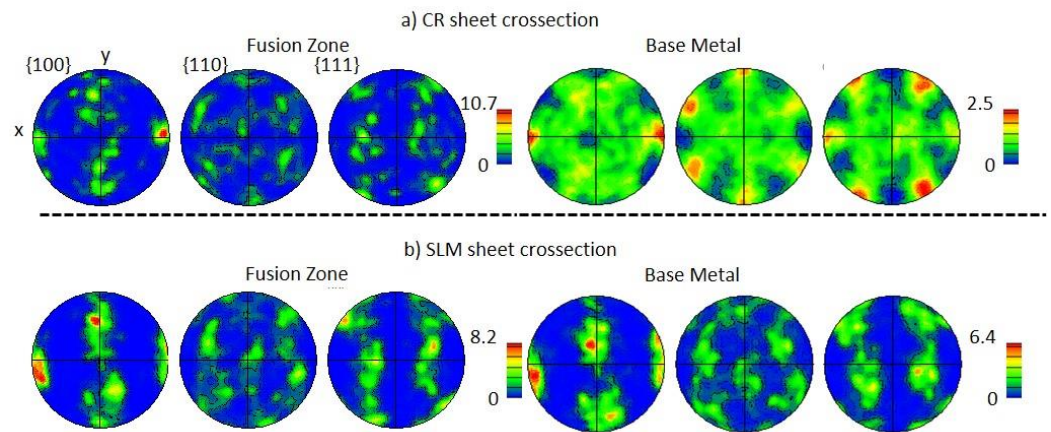 a) CR sheet crossection
Fusion Zone
Base Metal
{100}
y
{110}
{111}
x
10.7
0
2.5
0
b) SLM sheet crossection
Fusion Zone
Base Metal
8.2
0
6.4
0